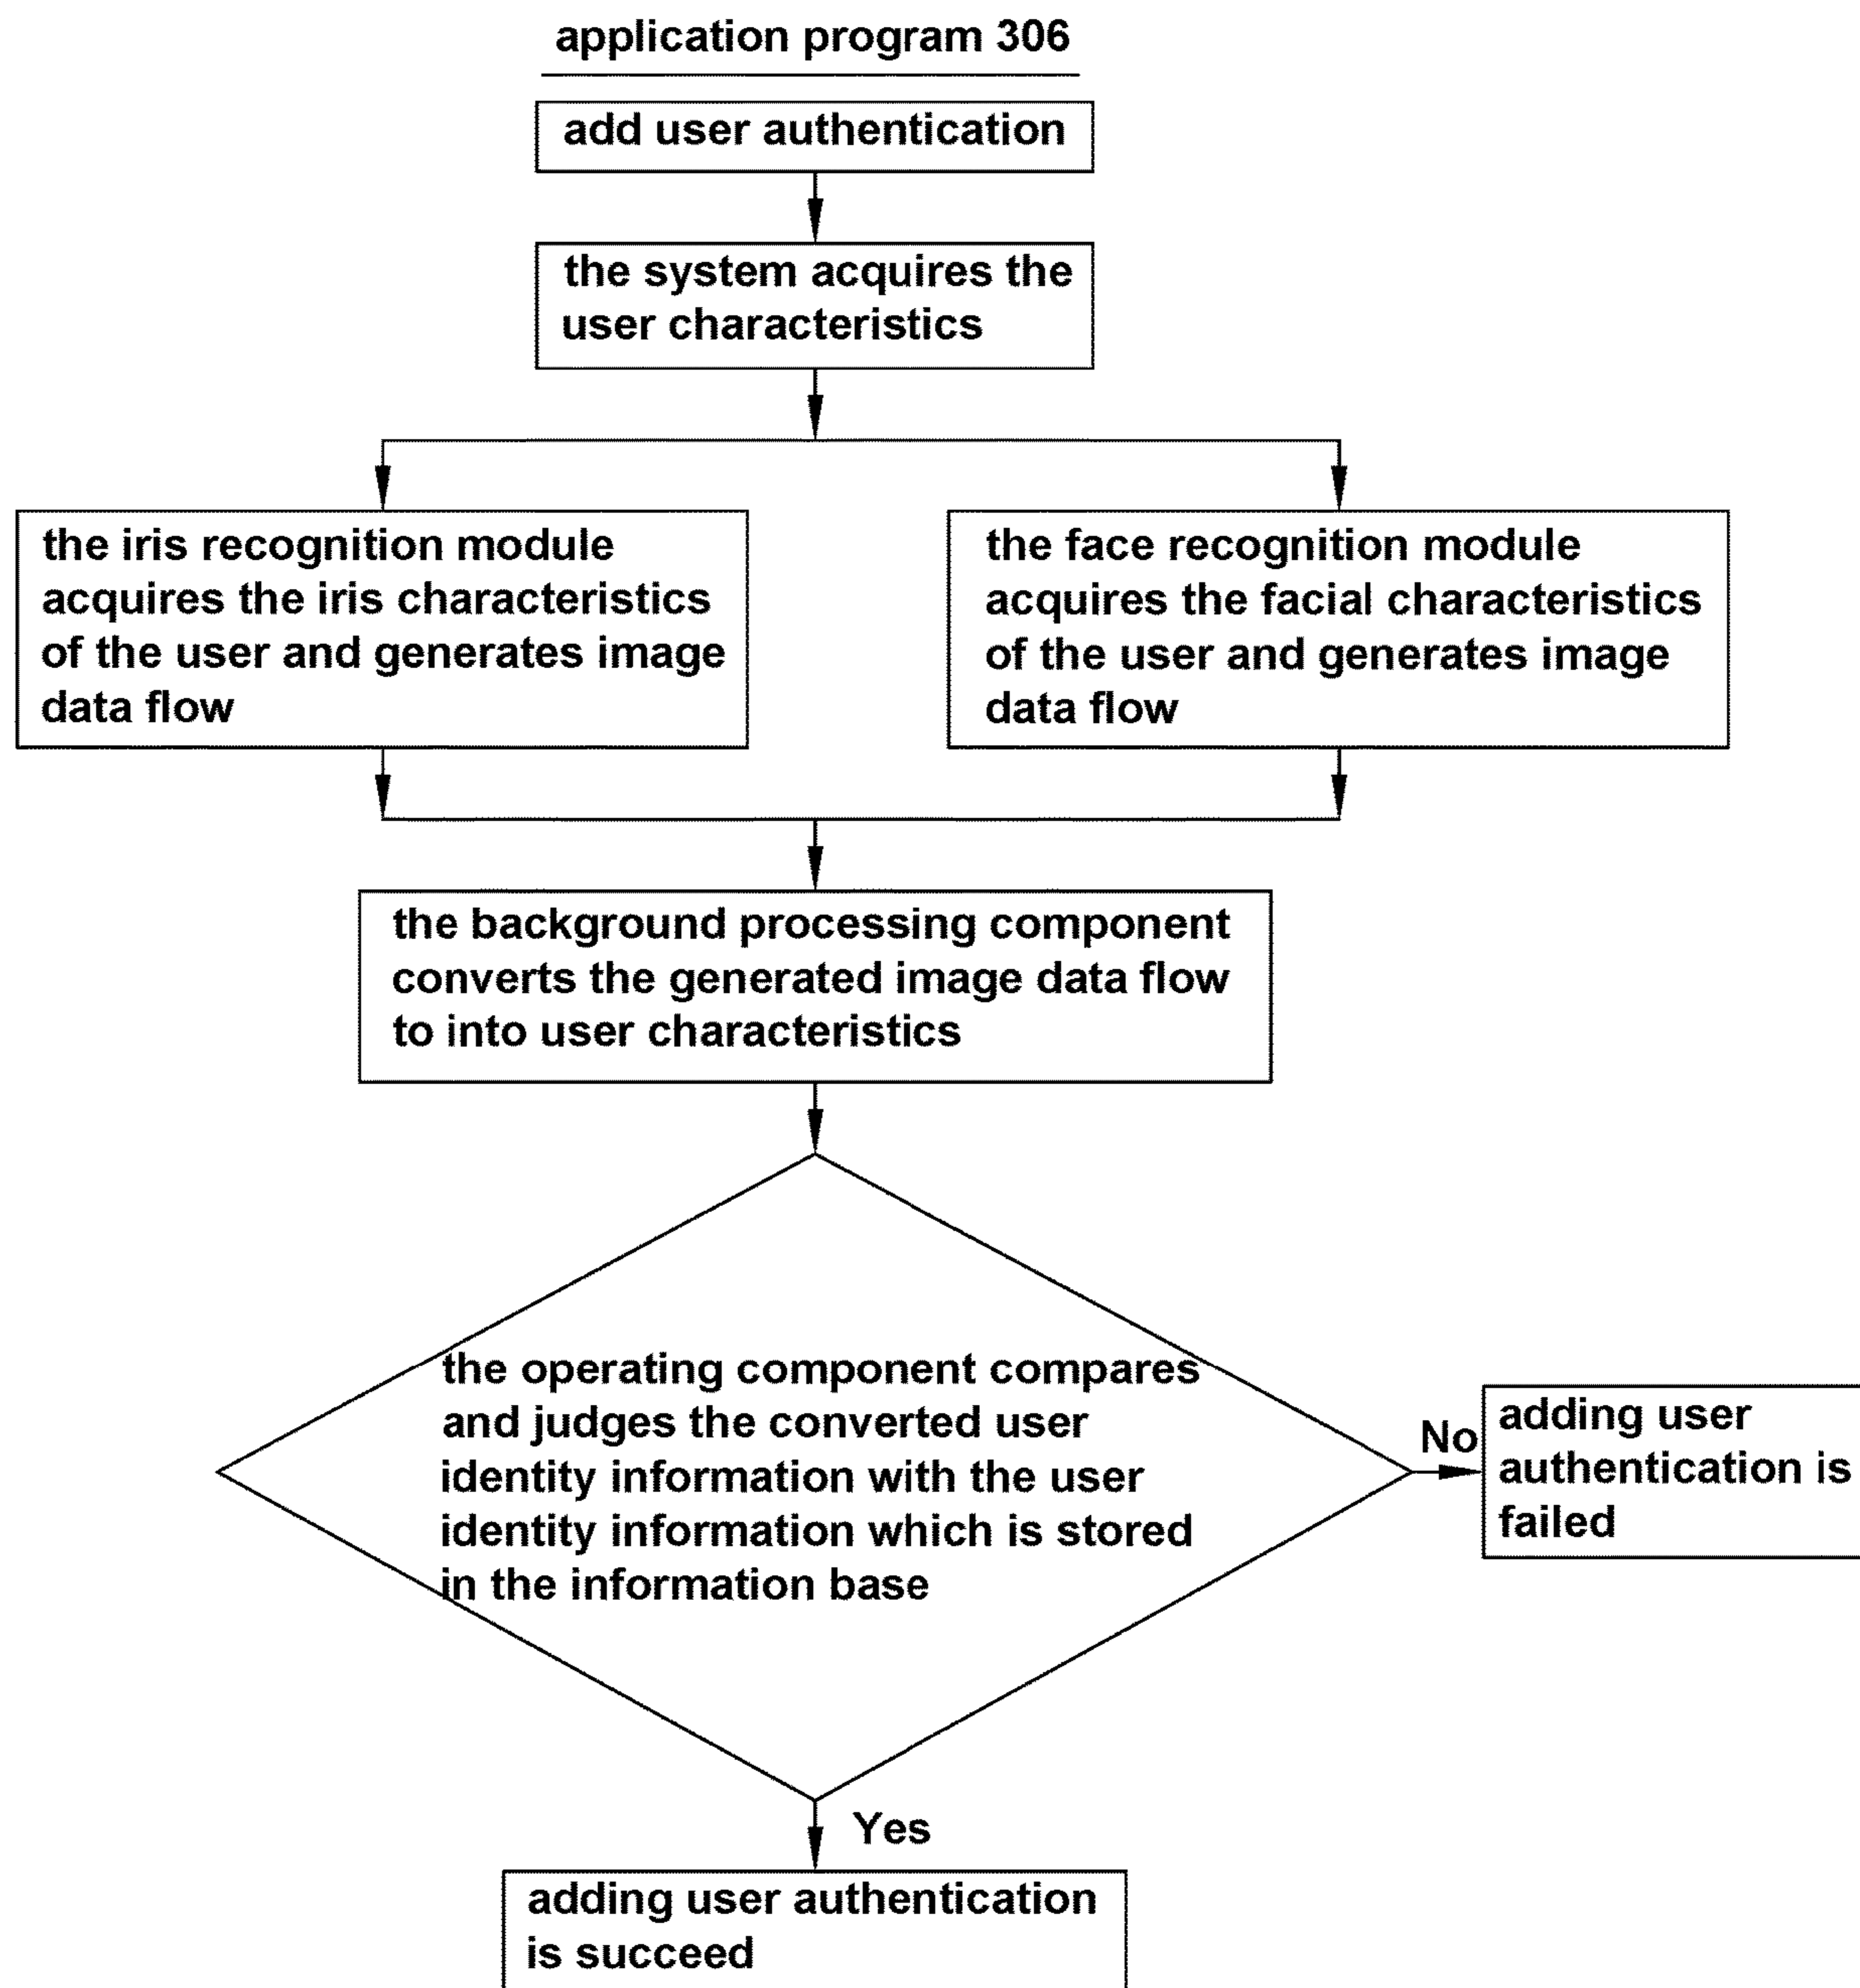 application program 306
add user authentication
the system acquires the
user characteristics
the iris recognition module
acquires the iris characteristics
of the user and generates image
data flow
the face recognition module
acquires the facial characteristics
of the user and generates image
data flow
the background processing component
converts the generated image data flow
to into user characteristics
the operating component compares
and judges the converted user
identity information with the user
identity information which is stored
in the information base
No
adding user
authentication is
failed
Yes
adding user authentication
is succeed